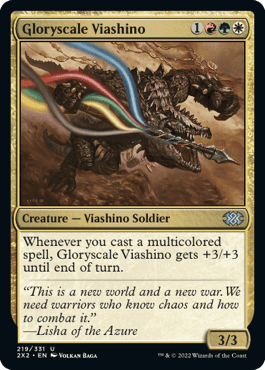 Gloryscale Viashino 1
Creature — Viashino Soldier
Whenever you cast a multicolored
spell, Gloryscale Viashino gets +3/+3
until end of turn.
“This is a new world and a new war. We
need warriors who know chaos and how
to combat it.”
—Lisha of the Azure
3/3
219/331 U
2X2 • EN VOLKAN BAGA
™ & © 2022 Wizards of the Coast